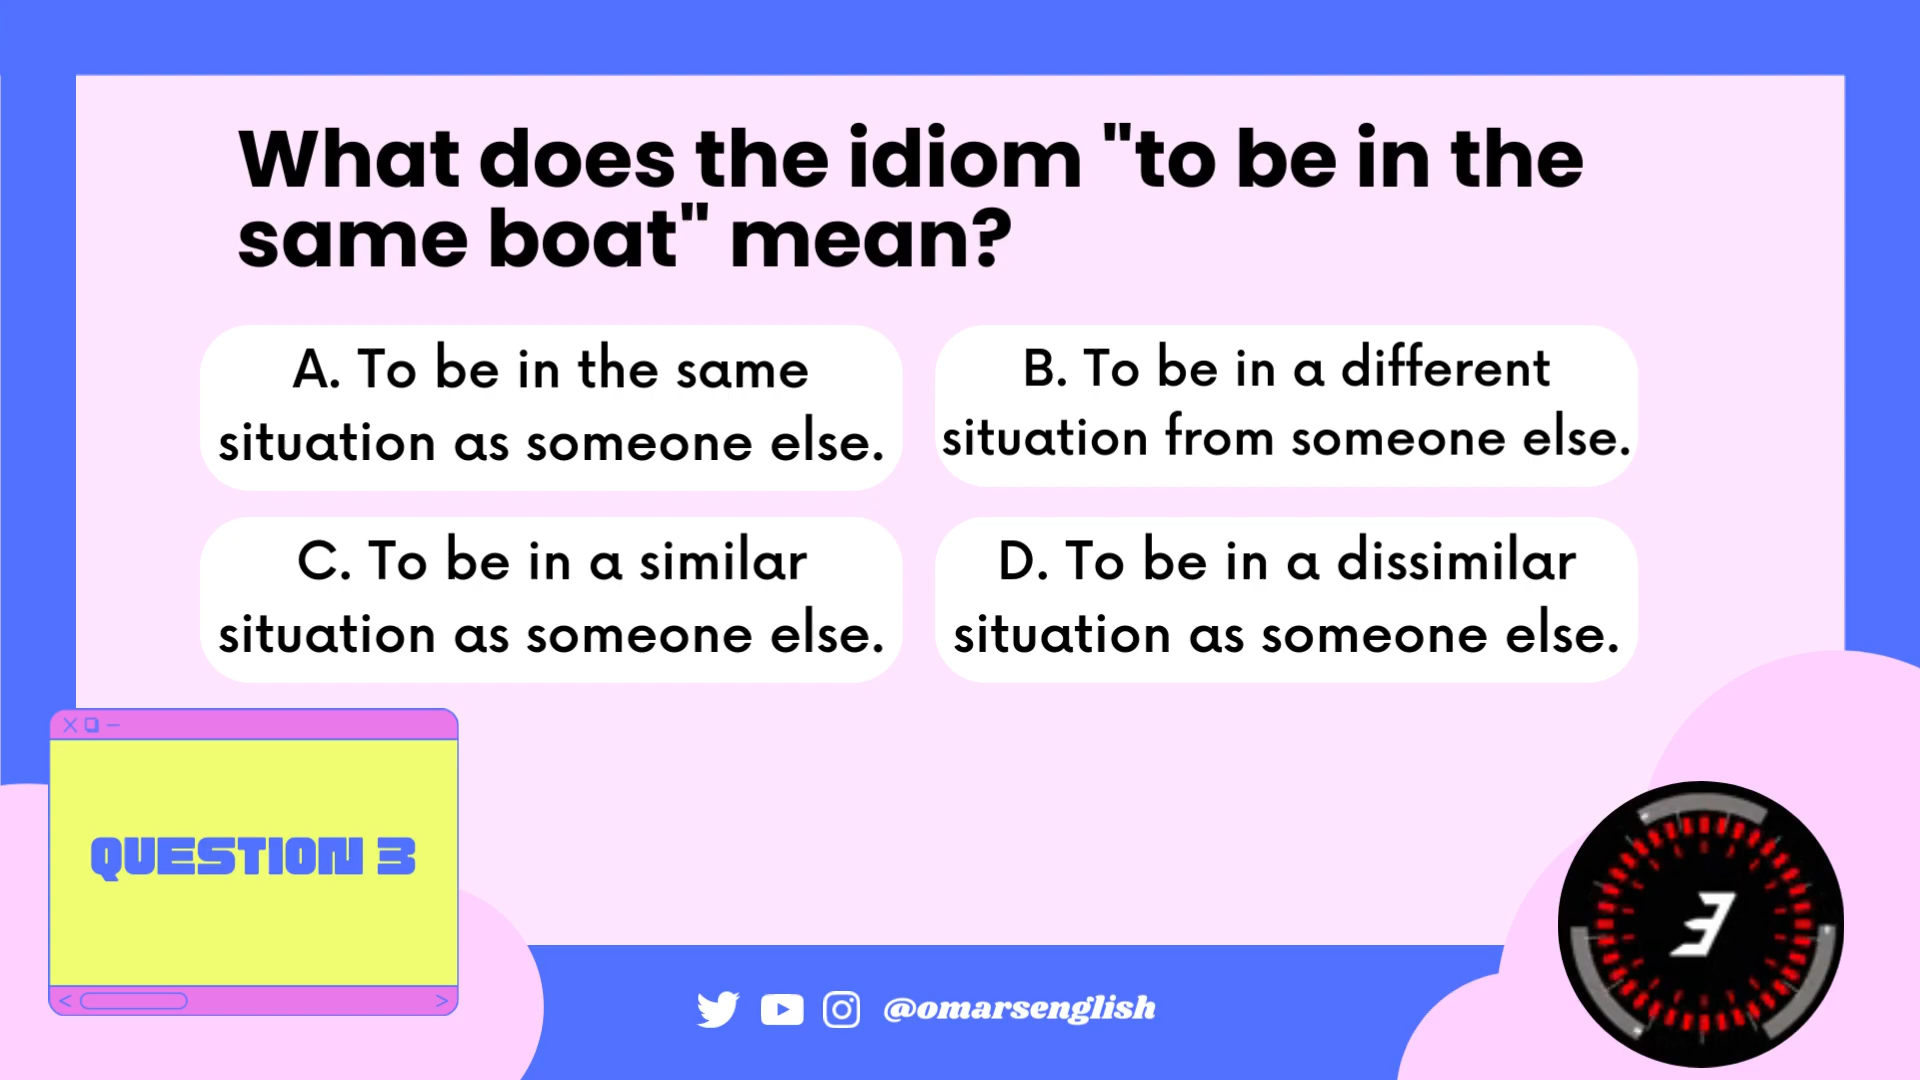 What does the idiom "to be in the
same boat" mean?
A. To be in the same
situation as someone else.
B. To be in a different
situation from someone else.
C. To be in a similar
situation as someone else.
D. To be in a dissimilar
situation as someone else.
QUESTION 3
3
@omarsenglish